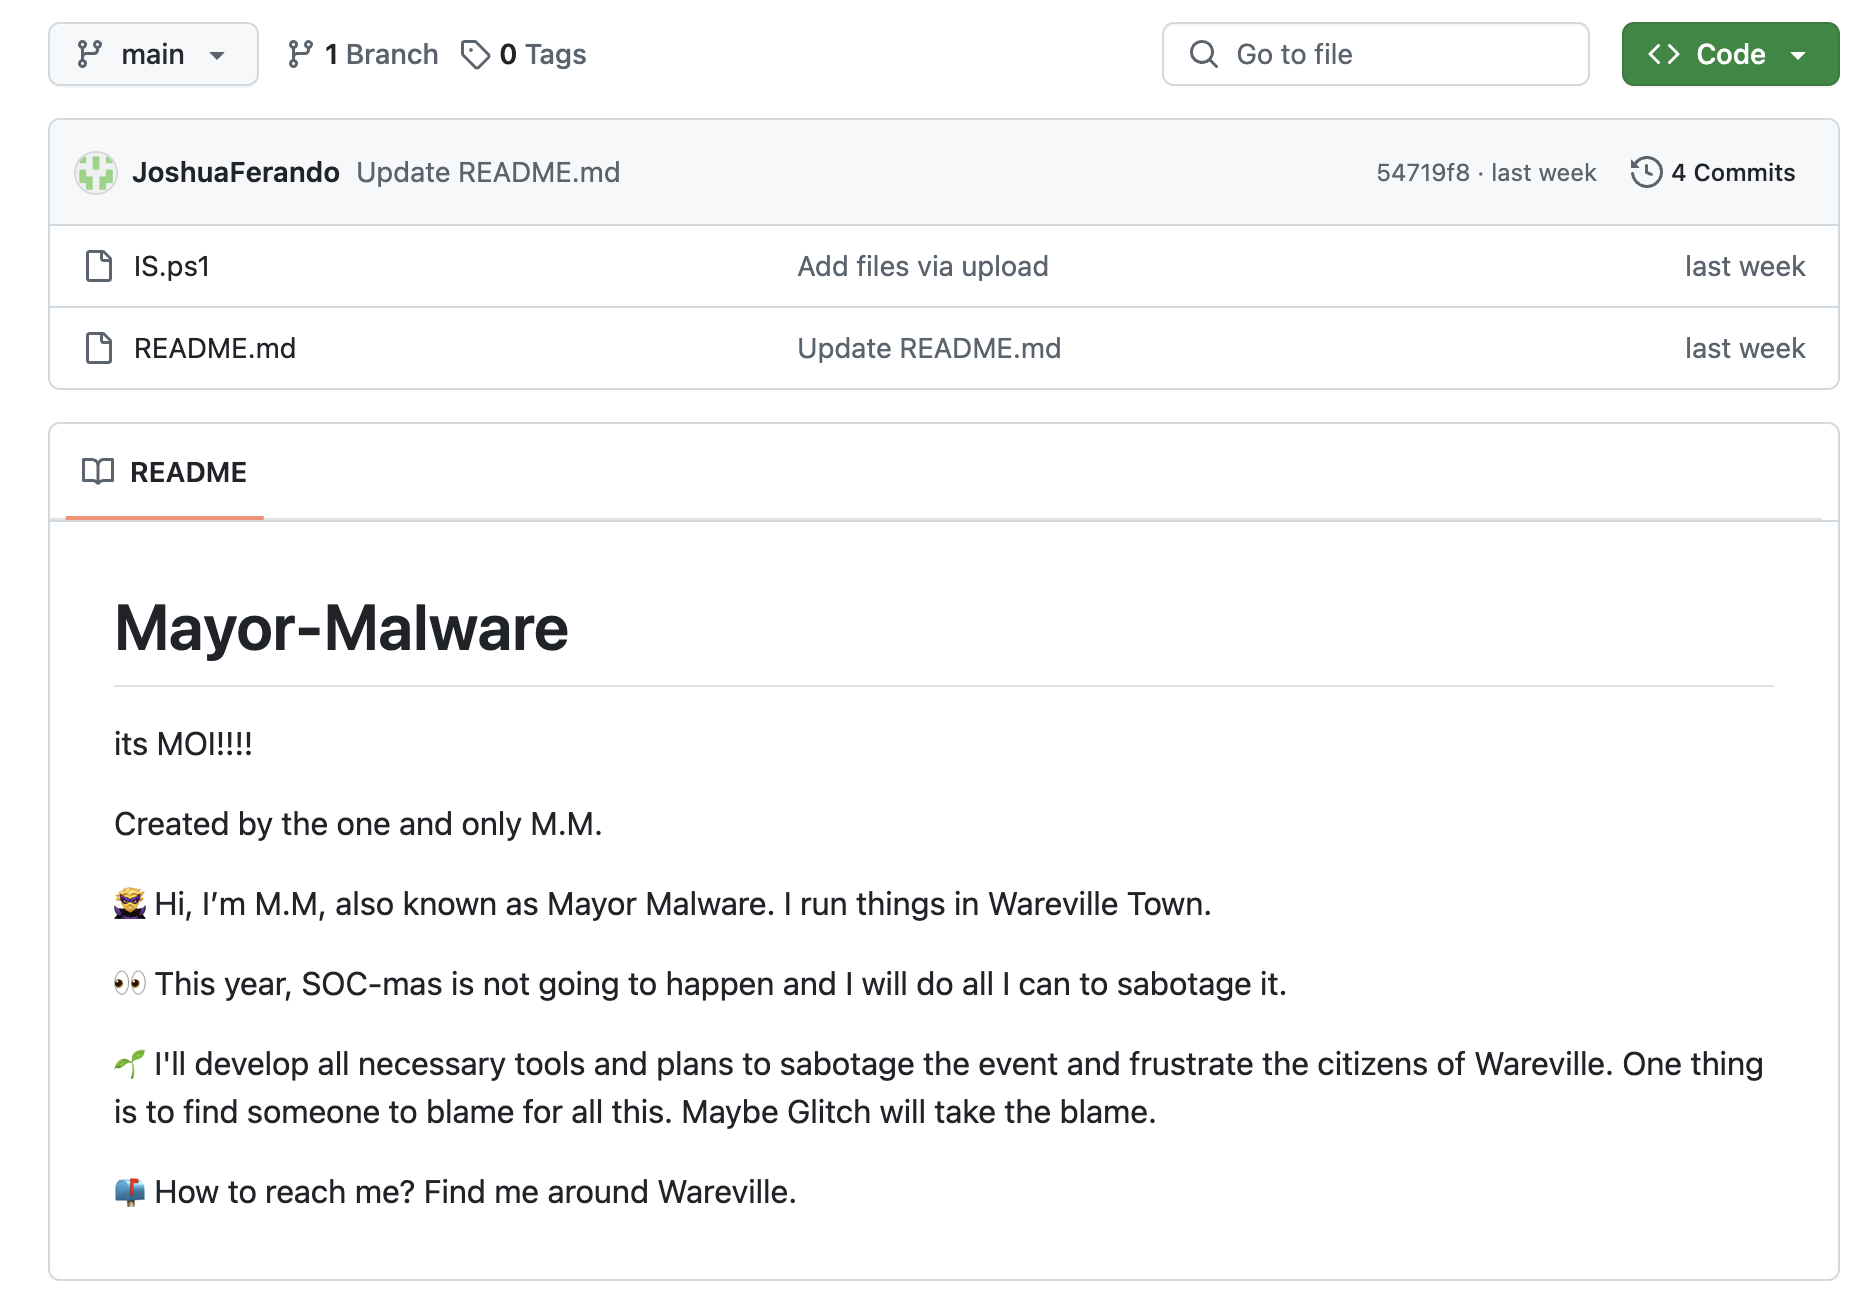 main
1 Branch
0 Tags
Go to file
Code
JoshuaFerando Update README.md 54719f8 · last week 4 Commits
IS.ps1 Add files via upload last week
README.md Update README.md last week
README
Mayor-Malware
its MOI!!!!
Created by the one and only M.M.
🦹 Hi, I’m M.M, also known as Mayor Malware. I run things in Wareville Town.
👀 This year, SOC-mas is not going to happen and I will do all I can to sabotage it.
🌱 I'll develop all necessary tools and plans to sabotage the event and frustrate the citizens of Wareville. One thing
is to find someone to blame for all this. Maybe Glitch will take the blame.
📫 How to reach me? Find me around Wareville.